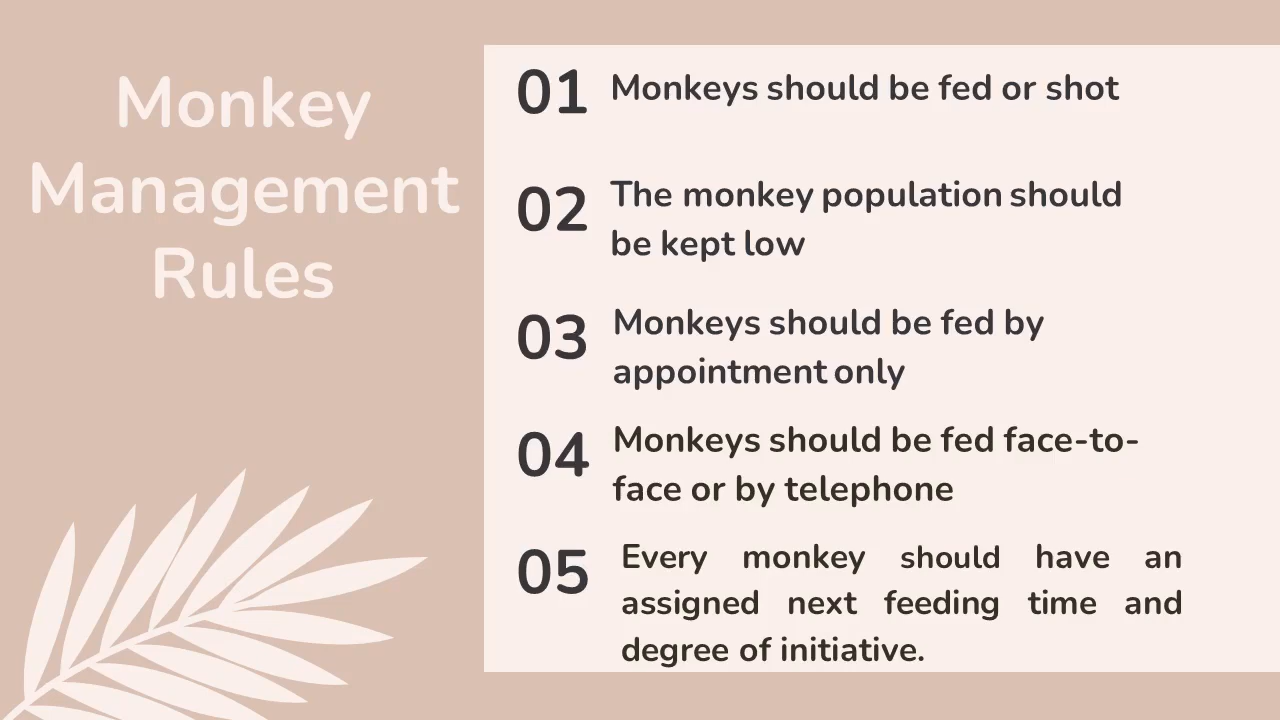 Monkey
Management
Rules
01 Monkeys should be fed or shot
02 The monkey population should
be kept low
03 Monkeys should be fed by
appointment only
04 Monkeys should be fed face-to-
face or by telephone
05 Every monkey should have an
assigned next feeding time and
degree of initiative.